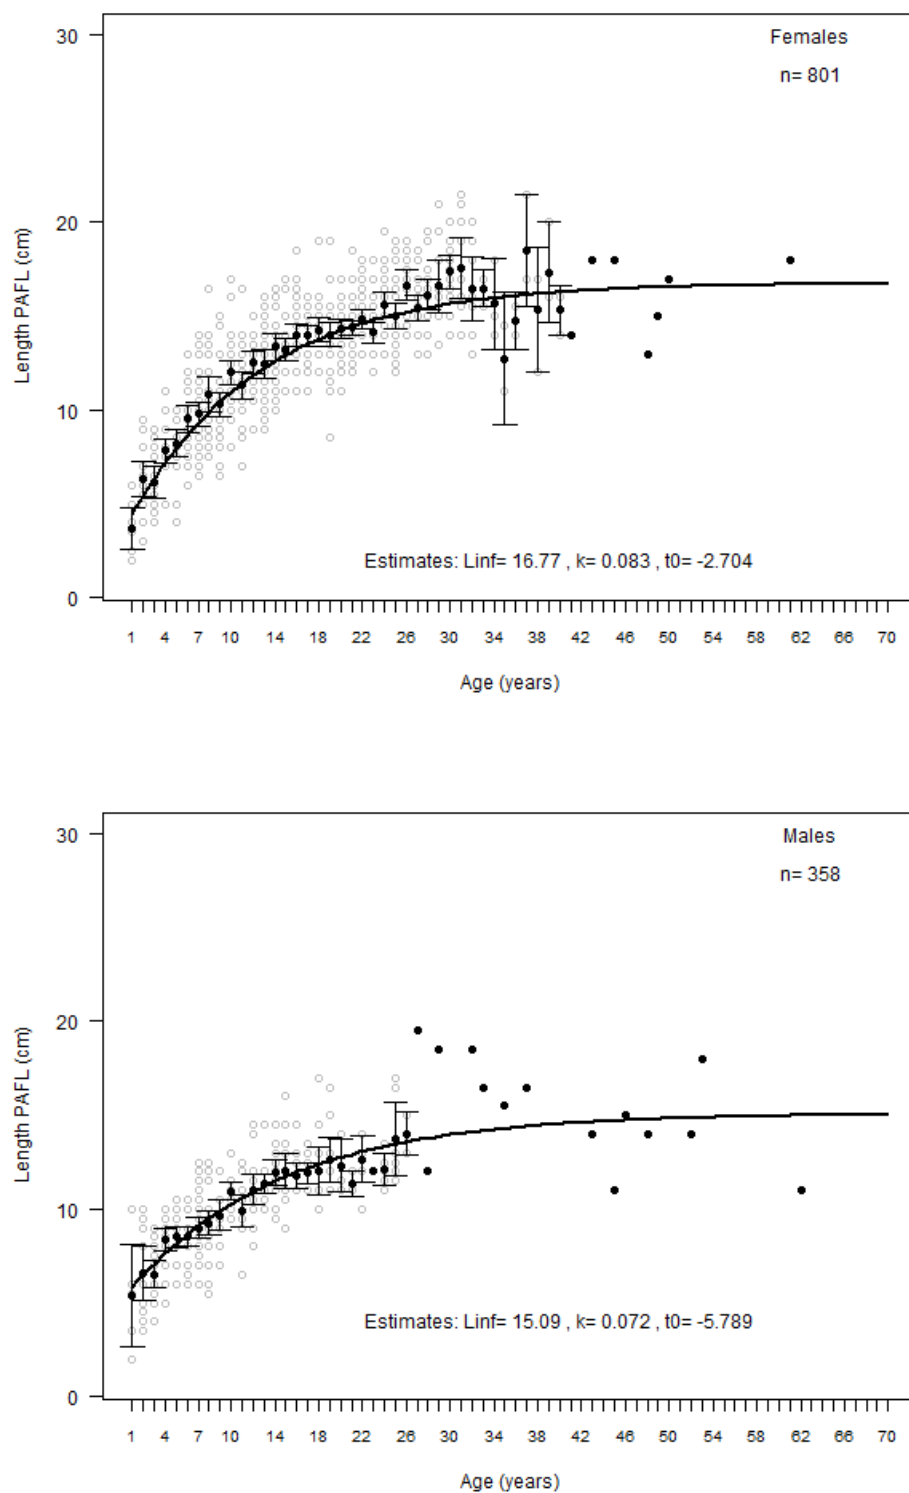 Females
n= 801
30
20
10
0
Length PAFL (cm)
Estimates: Linf= 16.77 , k= 0.083 , t0= -2.704
1 4 7 10 14 18 22 26 30 34 38 42 46 50 54 58 62 66 70
Age (years)
Males
n= 358
30
20
10
0
Length PAFL (cm)
Estimates: Linf= 15.09 , k= 0.072 , t0= -5.789
1 4 7 10 14 18 22 26 30 34 38 42 46 50 54 58 62 66 70
Age (years)